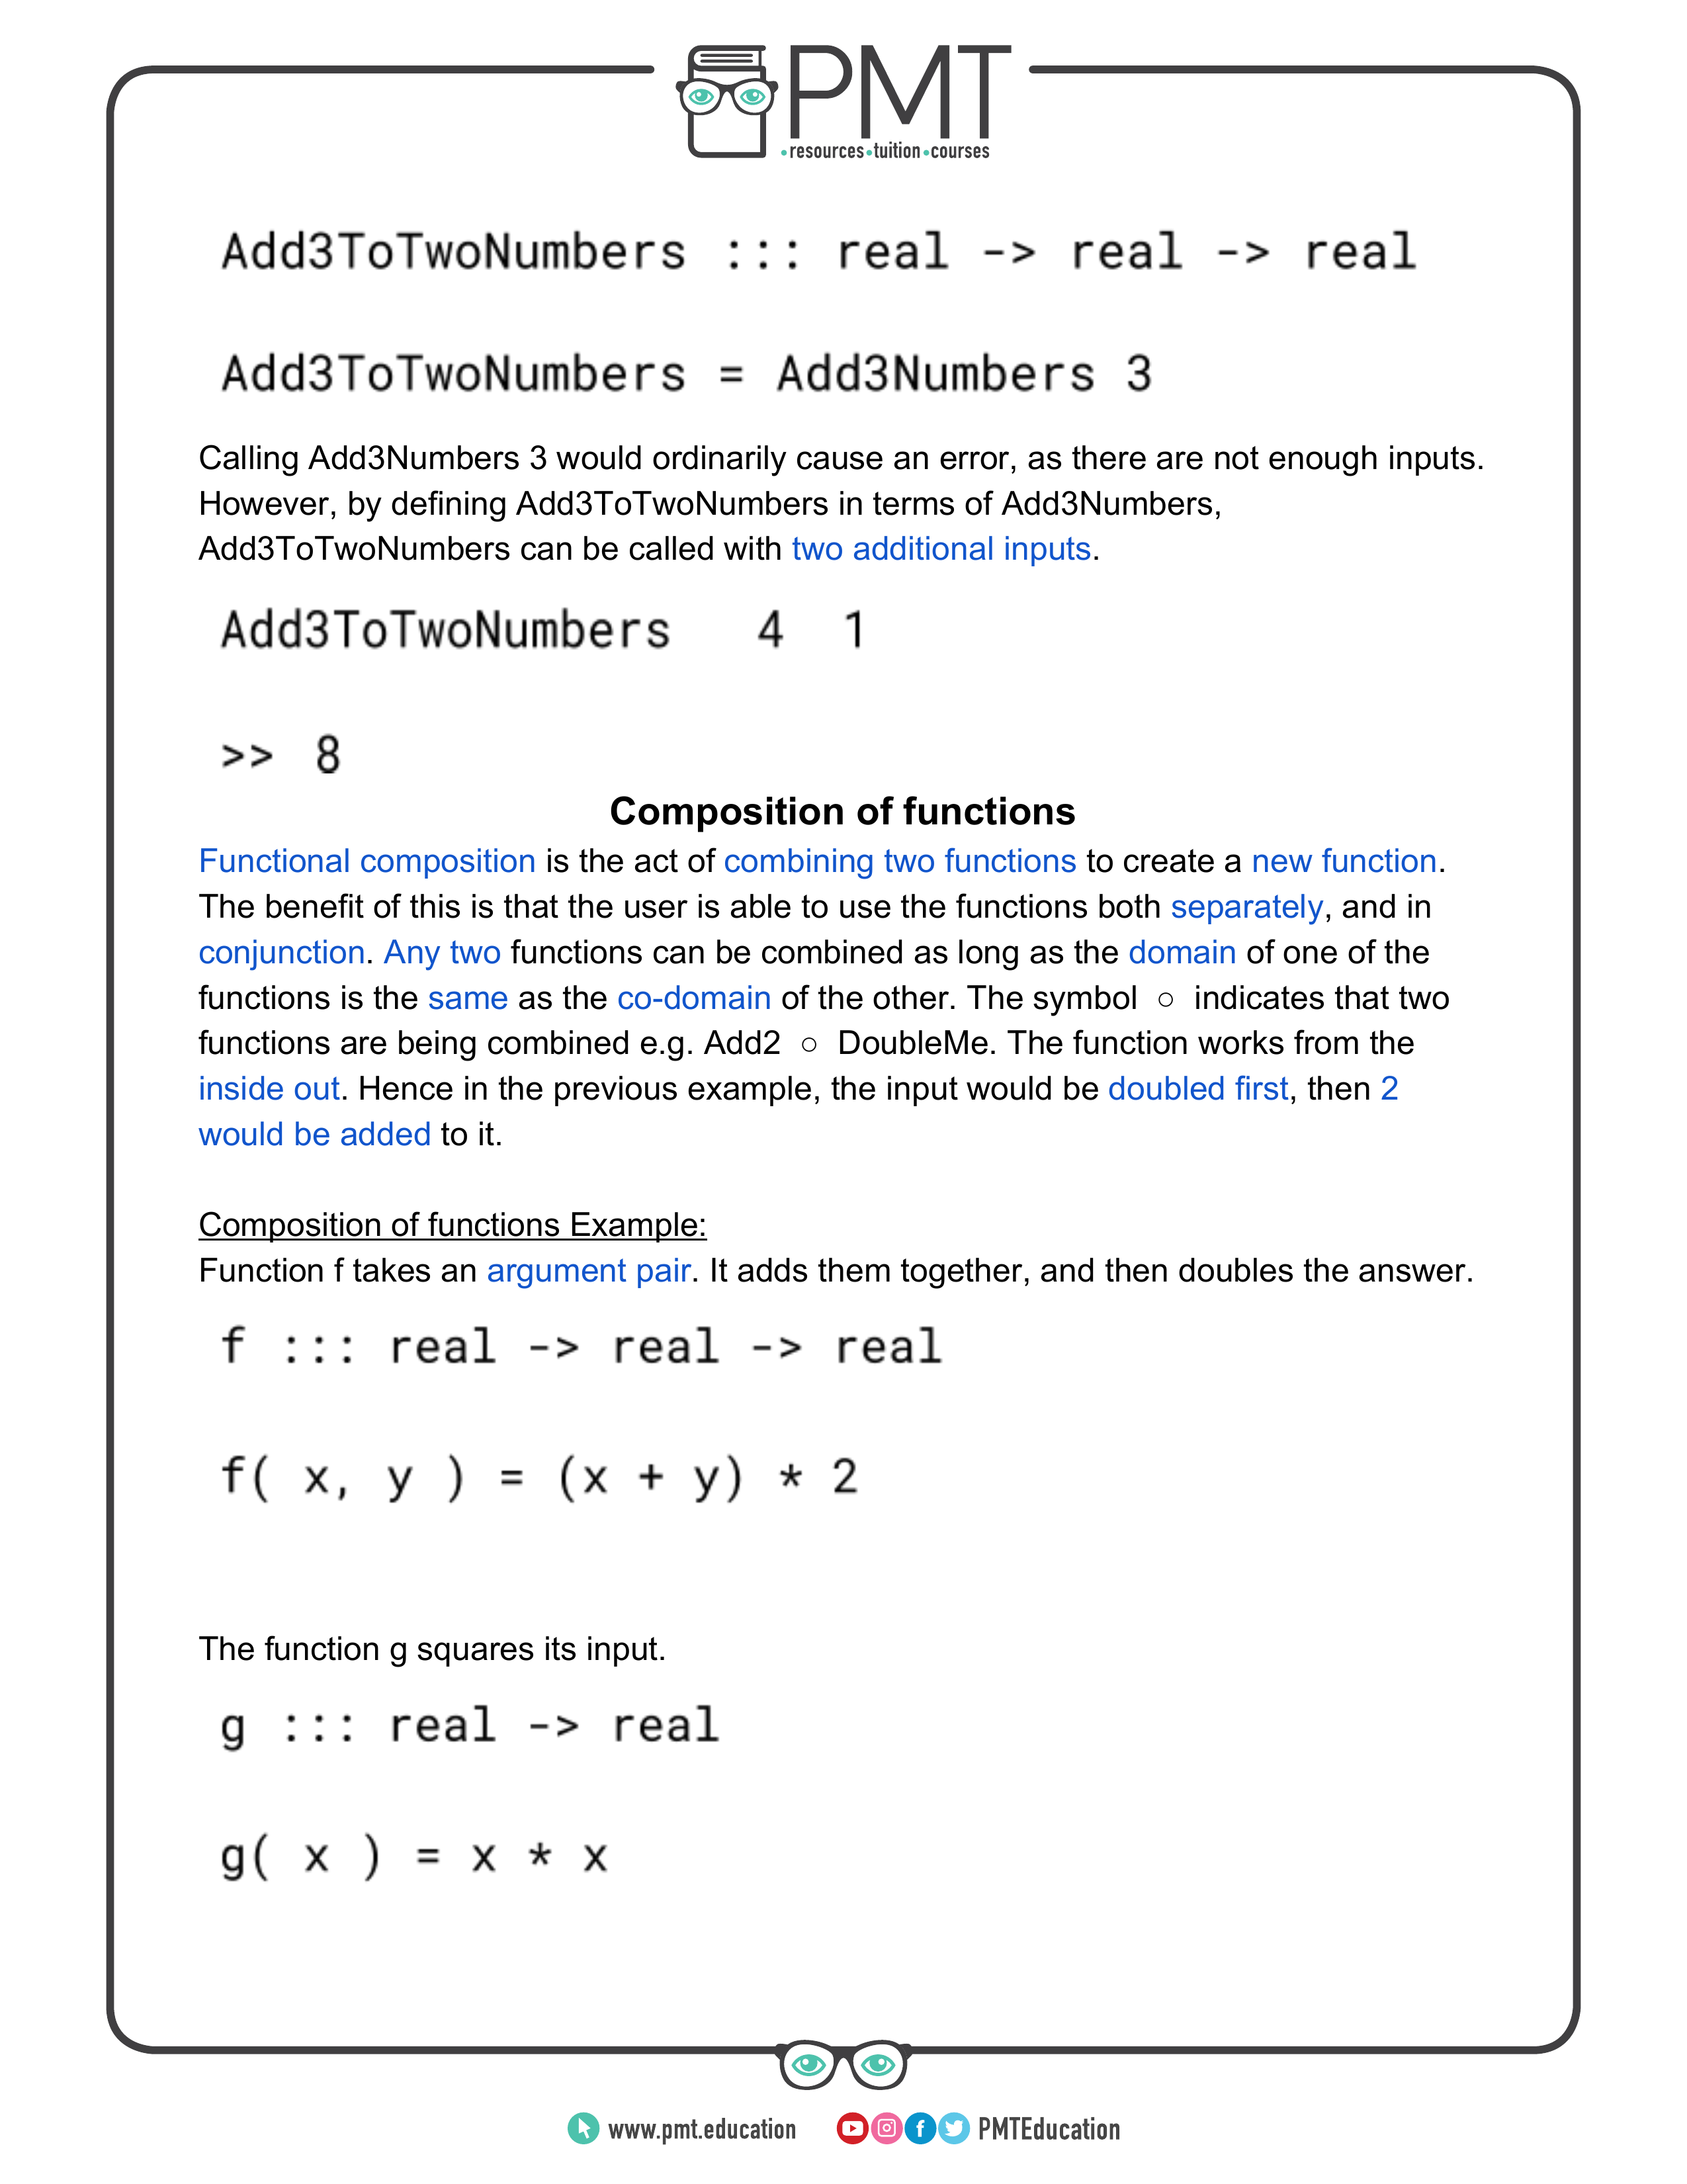 PMT
•resources•tuition•courses
Add3ToTwoNumbers ::: real -> real -> real
Add3ToTwoNumbers = Add3Numbers 3
Calling Add3Numbers 3 would ordinarily cause an error, as there are not enough inputs.
However, by defining Add3ToTwoNumbers in terms of Add3Numbers,
Add3ToTwoNumbers can be called with two additional inputs.
Add3ToTwoNumbers 4 1
>> 8
Composition of functions
Functional composition is the act of combining two functions to create a new function.
The benefit of this is that the user is able to use the functions both separately, and in
conjunction. Any two functions can be combined as long as the domain of one of the
functions is the same as the co-domain of the other. The symbol ○ indicates that two
functions are being combined e.g. Add2 ○ DoubleMe. The function works from the
inside out. Hence in the previous example, the input would be doubled first, then 2
would be added to it.
Composition of functions Example:
Function f takes an argument pair. It adds them together, and then doubles the answer.
f ::: real -> real -> real
f( x, y ) = (x + y) * 2
The function g squares its input.
g ::: real -> real
g( x ) = x * x
www.pmt.education PMTEducation